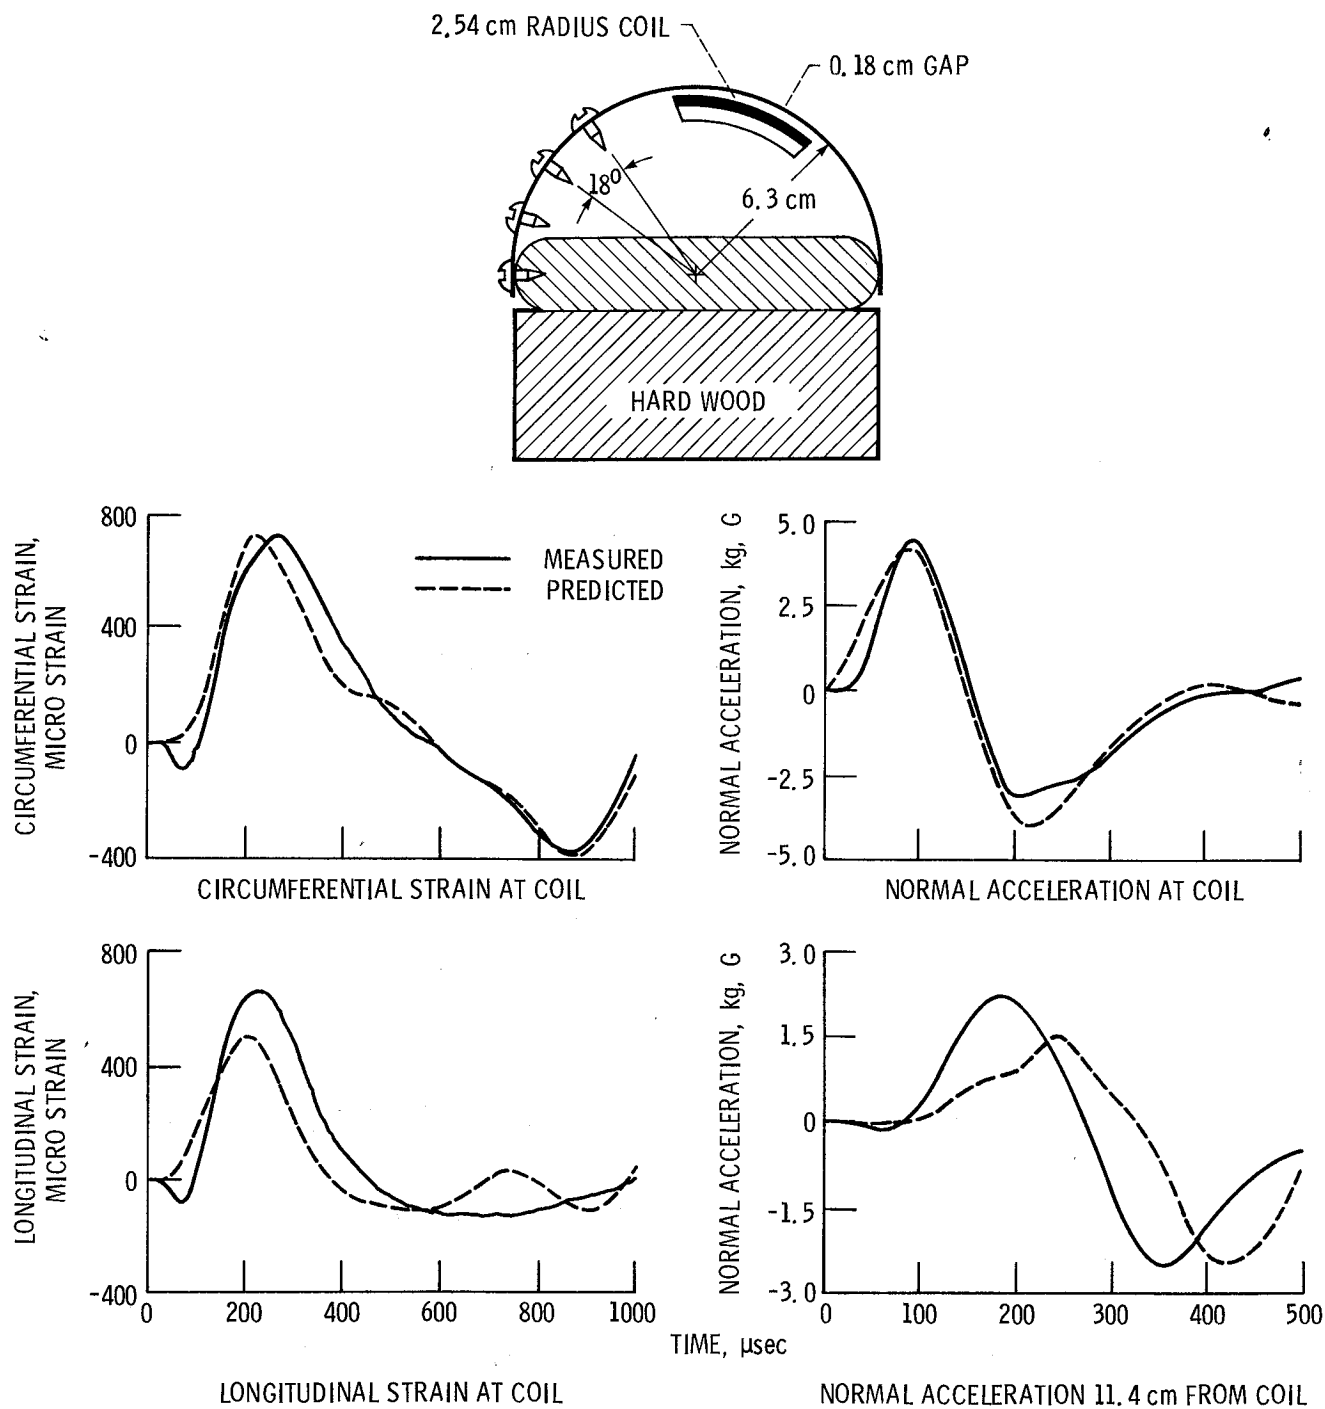 2.54 cm RADIUS COIL
0.18 cm GAP
18°
6.3 cm
HARD WOOD
CIRCUMFERENTIAL STRAIN,
MICRO STRAIN
800
400
0
-400
MEASURED
PREDICTED
CIRCUMFERENTIAL STRAIN AT COIL
NORMAL ACCELERATION, kg, G
5.0
2.5
0
-2.5
-5.0
NORMAL ACCELERATION AT COIL
LONGITUDINAL STRAIN,
MICRO STRAIN
800
400
0
-400
0 200 400 600 800 1000
LONGITUDINAL STRAIN AT COIL
NORMAL ACCELERATION, kg, G
3.0
1.5
0
-1.5
-3.0
0 100 200 300 400 500
TIME, μsec
NORMAL ACCELERATION 11.4 cm FROM COIL